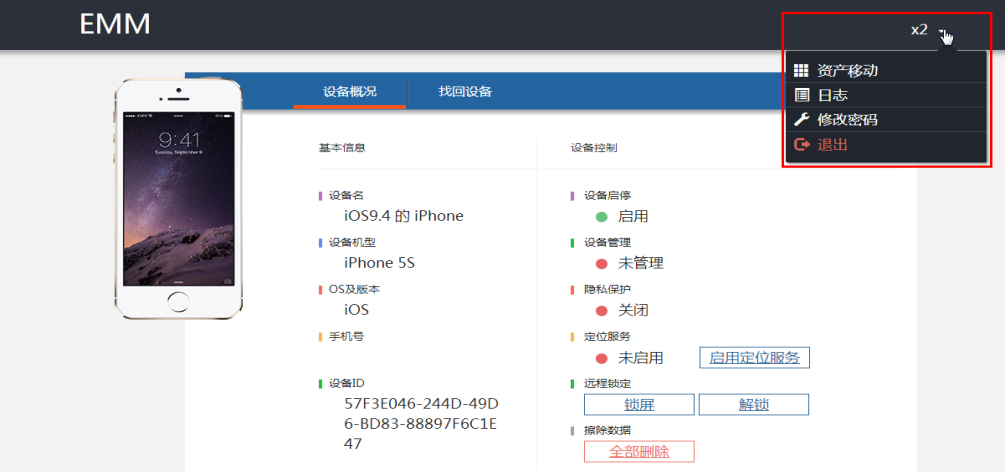 EMM
x2
资产移动
日志
修改密码
退出
设备概况
找回设备
9:41
Tuesday, September 9
基本信息
设备名
iOS9.4 的 iPhone
设备机型
iPhone 5S
OS及版本
iOS
手机号
设备ID
57F3E046-244D-49D
6-BD83-88897F6C1E
47
设备控制
设备启停
启用
设备管理
未管理
隐私保护
关闭
定位服务
未启用 启用定位服务
远程锁定
锁屏 解锁
擦除数据
全部删除